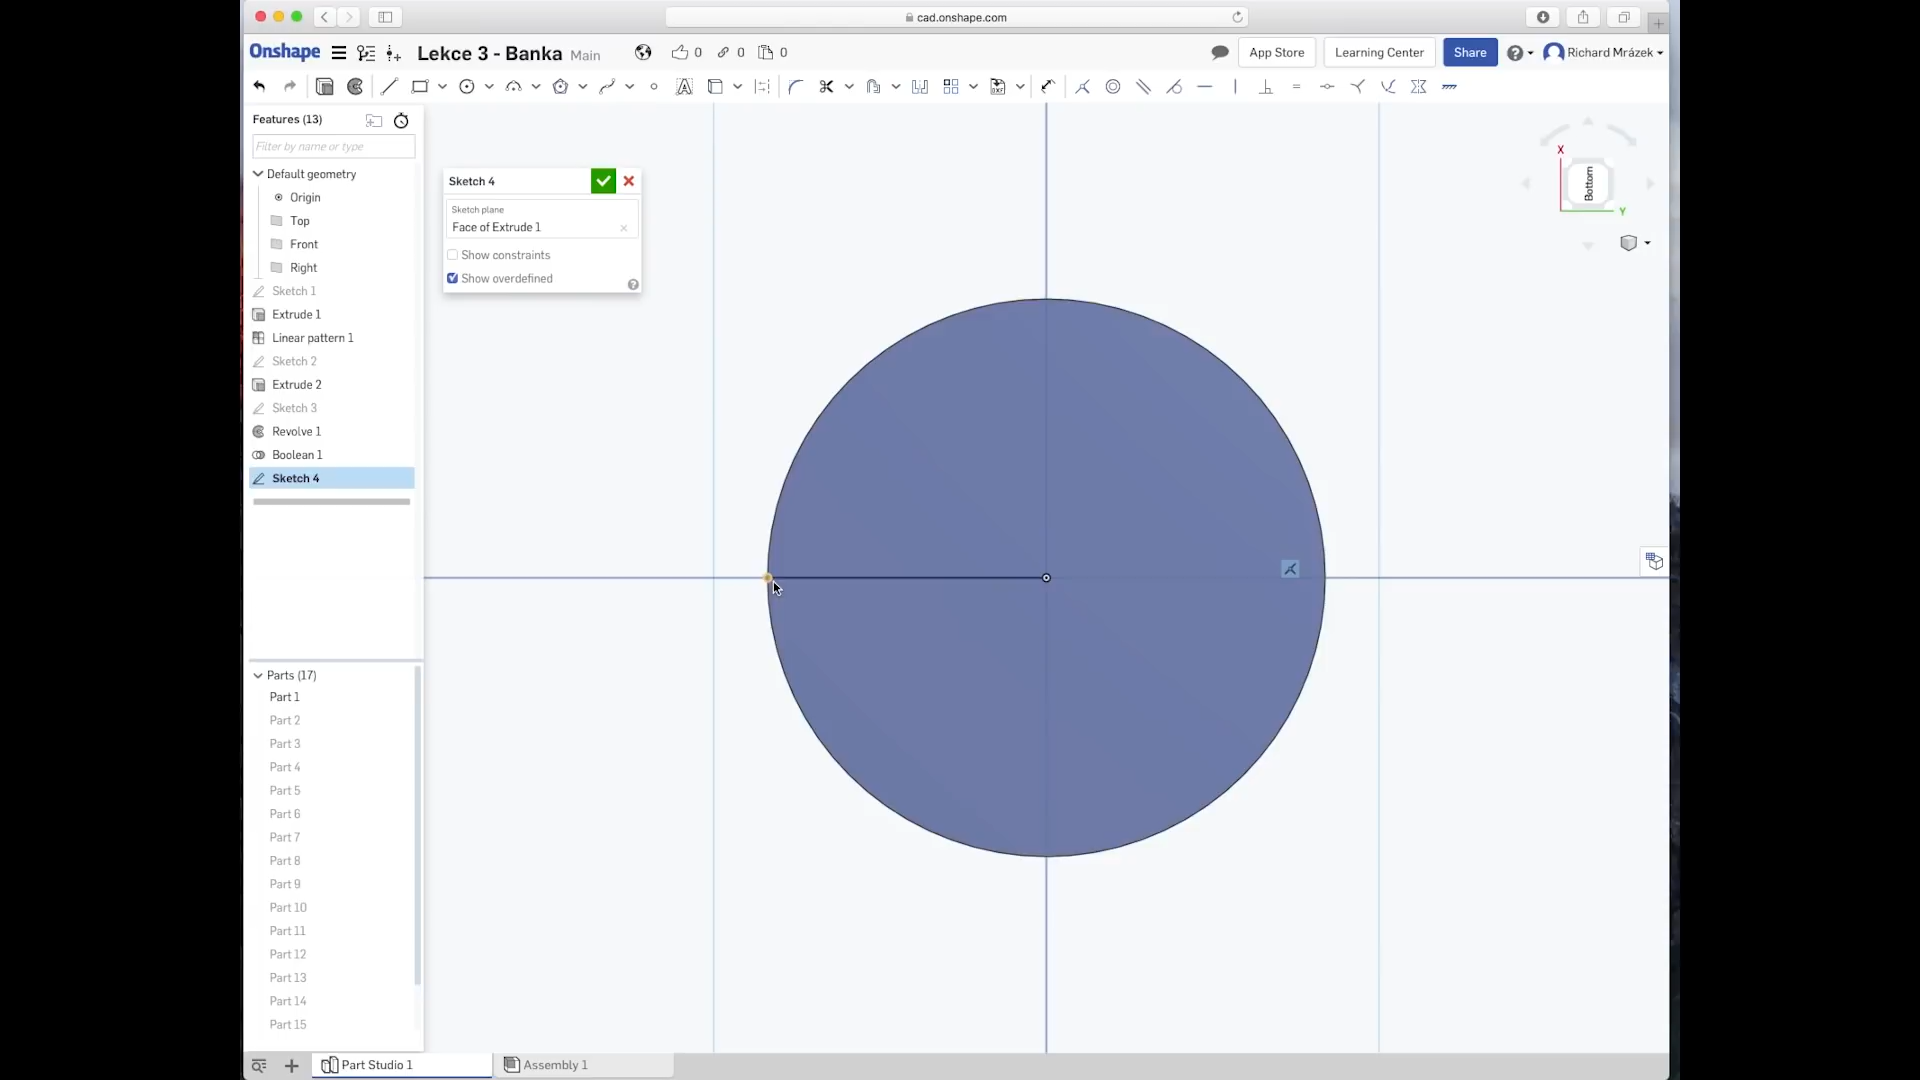 cad.onshape.com
Onshape Lekce 3 - Banka Main 0 0 0 App Store Learning Center Share Richard Mrázek
Features (13)
Filter by name or type
Default geometry
Origin
Top
Front
Right
Sketch 1
Extrude 1
Linear pattern 1
Sketch 2
Extrude 2
Sketch 3
Revolve 1
Boolean 1
Sketch 4
Sketch 4
Sketch plane
Face of Extrude 1
Show constraints
Show overdefined
X
Bottom
Y
Parts (17)
Part 1
Part 2
Part 3
Part 4
Part 5
Part 6
Part 7
Part 8
Part 9
Part 10
Part 11
Part 12
Part 13
Part 14
Part 15
Part Studio 1 Assembly 1